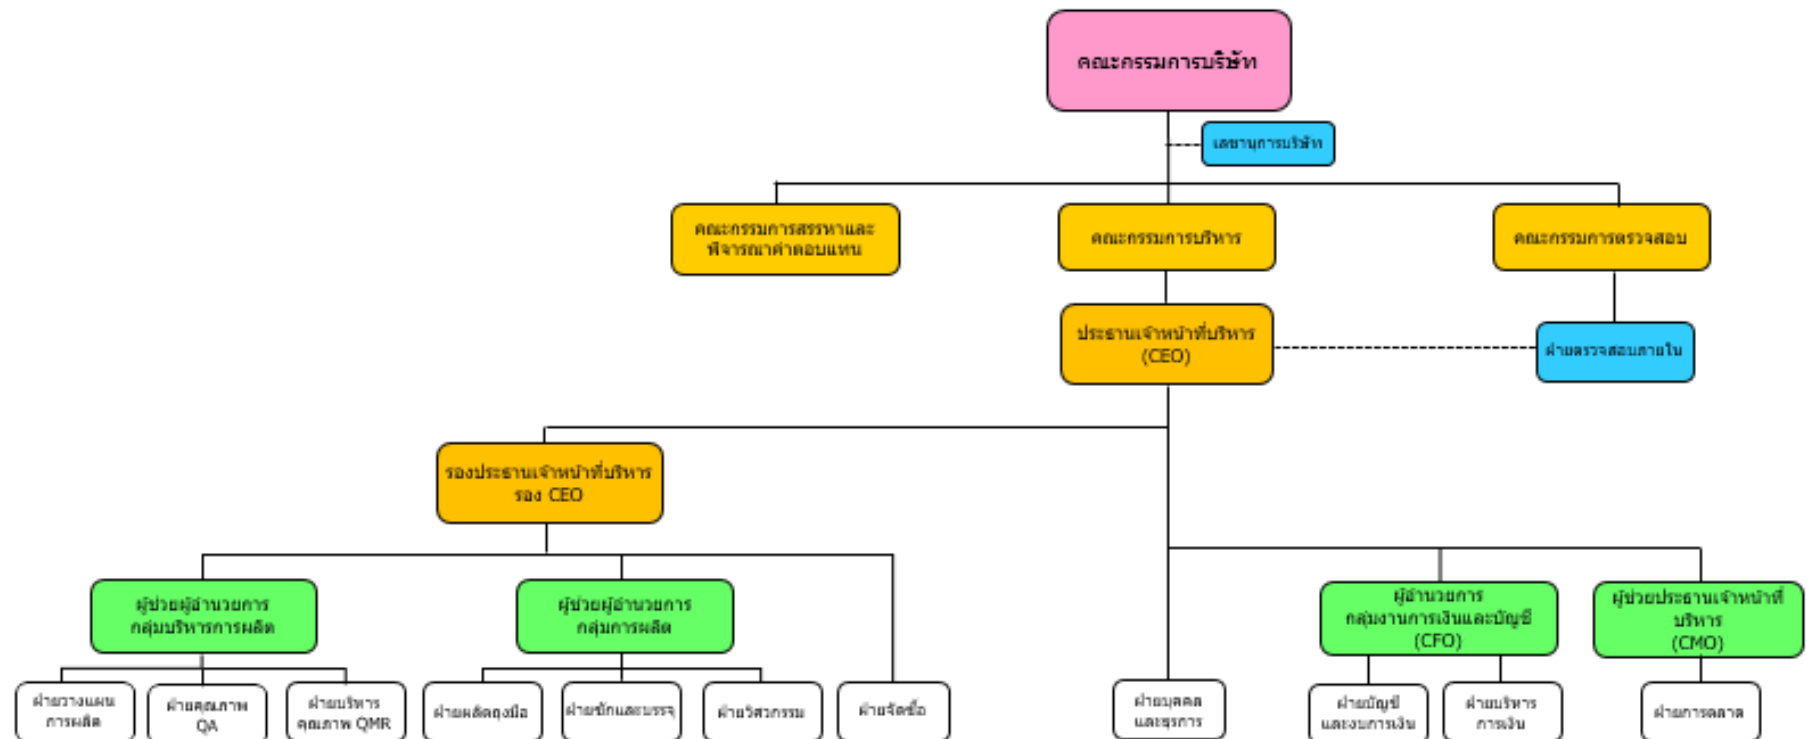 คณะกรรมการบริษัท
เลขานุการบริษัท
คณะกรรมการสรรหาและ
พิจารณาค่าตอบแทน
คณะกรรมการบริหาร
คณะกรรมการตรวจสอบ
ประธานเจ้าหน้าที่บริหาร
(CEO)
ฝ่ายตรวจสอบภายใน
รองประธานเจ้าหน้าที่บริหาร
รอง CEO
ผู้ช่วยผู้อำนวยการ
กลุ่มบริหารการผลิต
ผู้ช่วยผู้อำนวยการ
กลุ่มการผลิต
ผู้อำนวยการ
กลุ่มงานการเงินและบัญชี
(CFO)
ผู้ช่วยประธานเจ้าหน้าที่
บริหาร
(CMO)
ฝ่ายวางแผน
การผลิต
ฝ่ายคุณภาพ
QA
ฝ่ายบริหาร
คุณภาพ QMR
ฝ่ายผลิตถุงมือ
ฝ่ายซักและบรรจุ
ฝ่ายวิศวกรรม
ฝ่ายจัดซื้อ
ฝ่ายบุคคล
และธุรการ
ฝ่ายบัญชี
และงบการเงิน
ฝ่ายบริหาร
การเงิน
ฝ่ายการตลาด